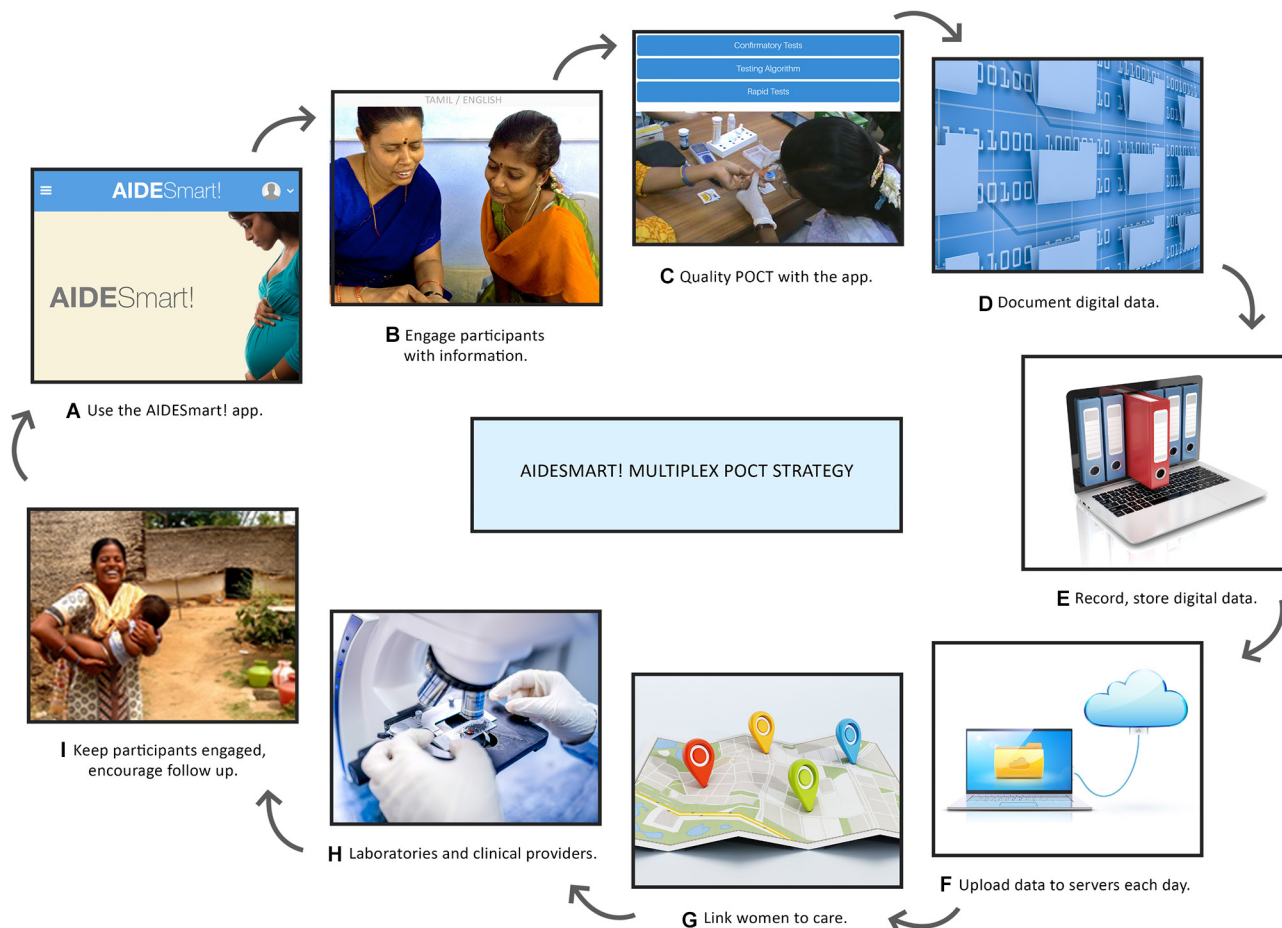 AIDESmart!
AIDESmart!
A Use the AIDESmart! app.
TAMIL / ENGLISH
B Engage participants
with information.
Confirmatory Tests
Testing Algorithm
Rapid Tests
C Quality POCT with the app.
D Document digital data.
E Record, store digital data.
F Upload data to servers each day.
G Link women to care.
H Laboratories and clinical providers.
I Keep participants engaged,
encourage follow up.
AIDESMART! MULTIPLEX POCT STRATEGY